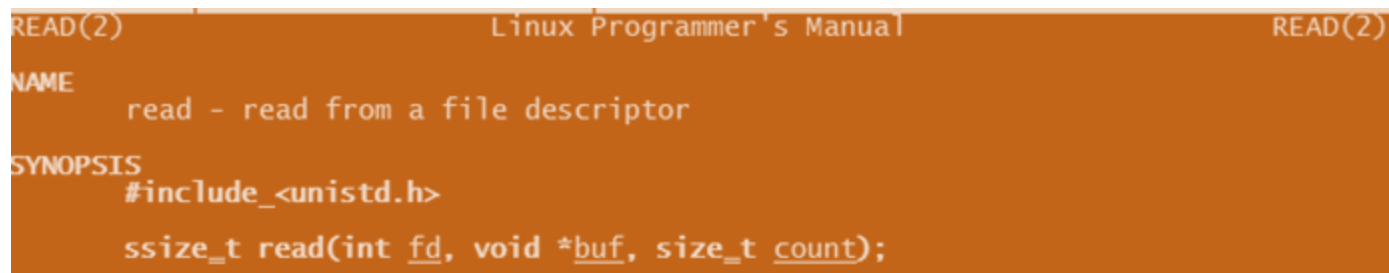 READ(2) Linux Programmer's Manual READ(2)
NAME
read - read from a file descriptor
SYNOPSIS
#include_<unistd.h>
ssize_t read(int fd, void *buf, size_t count);